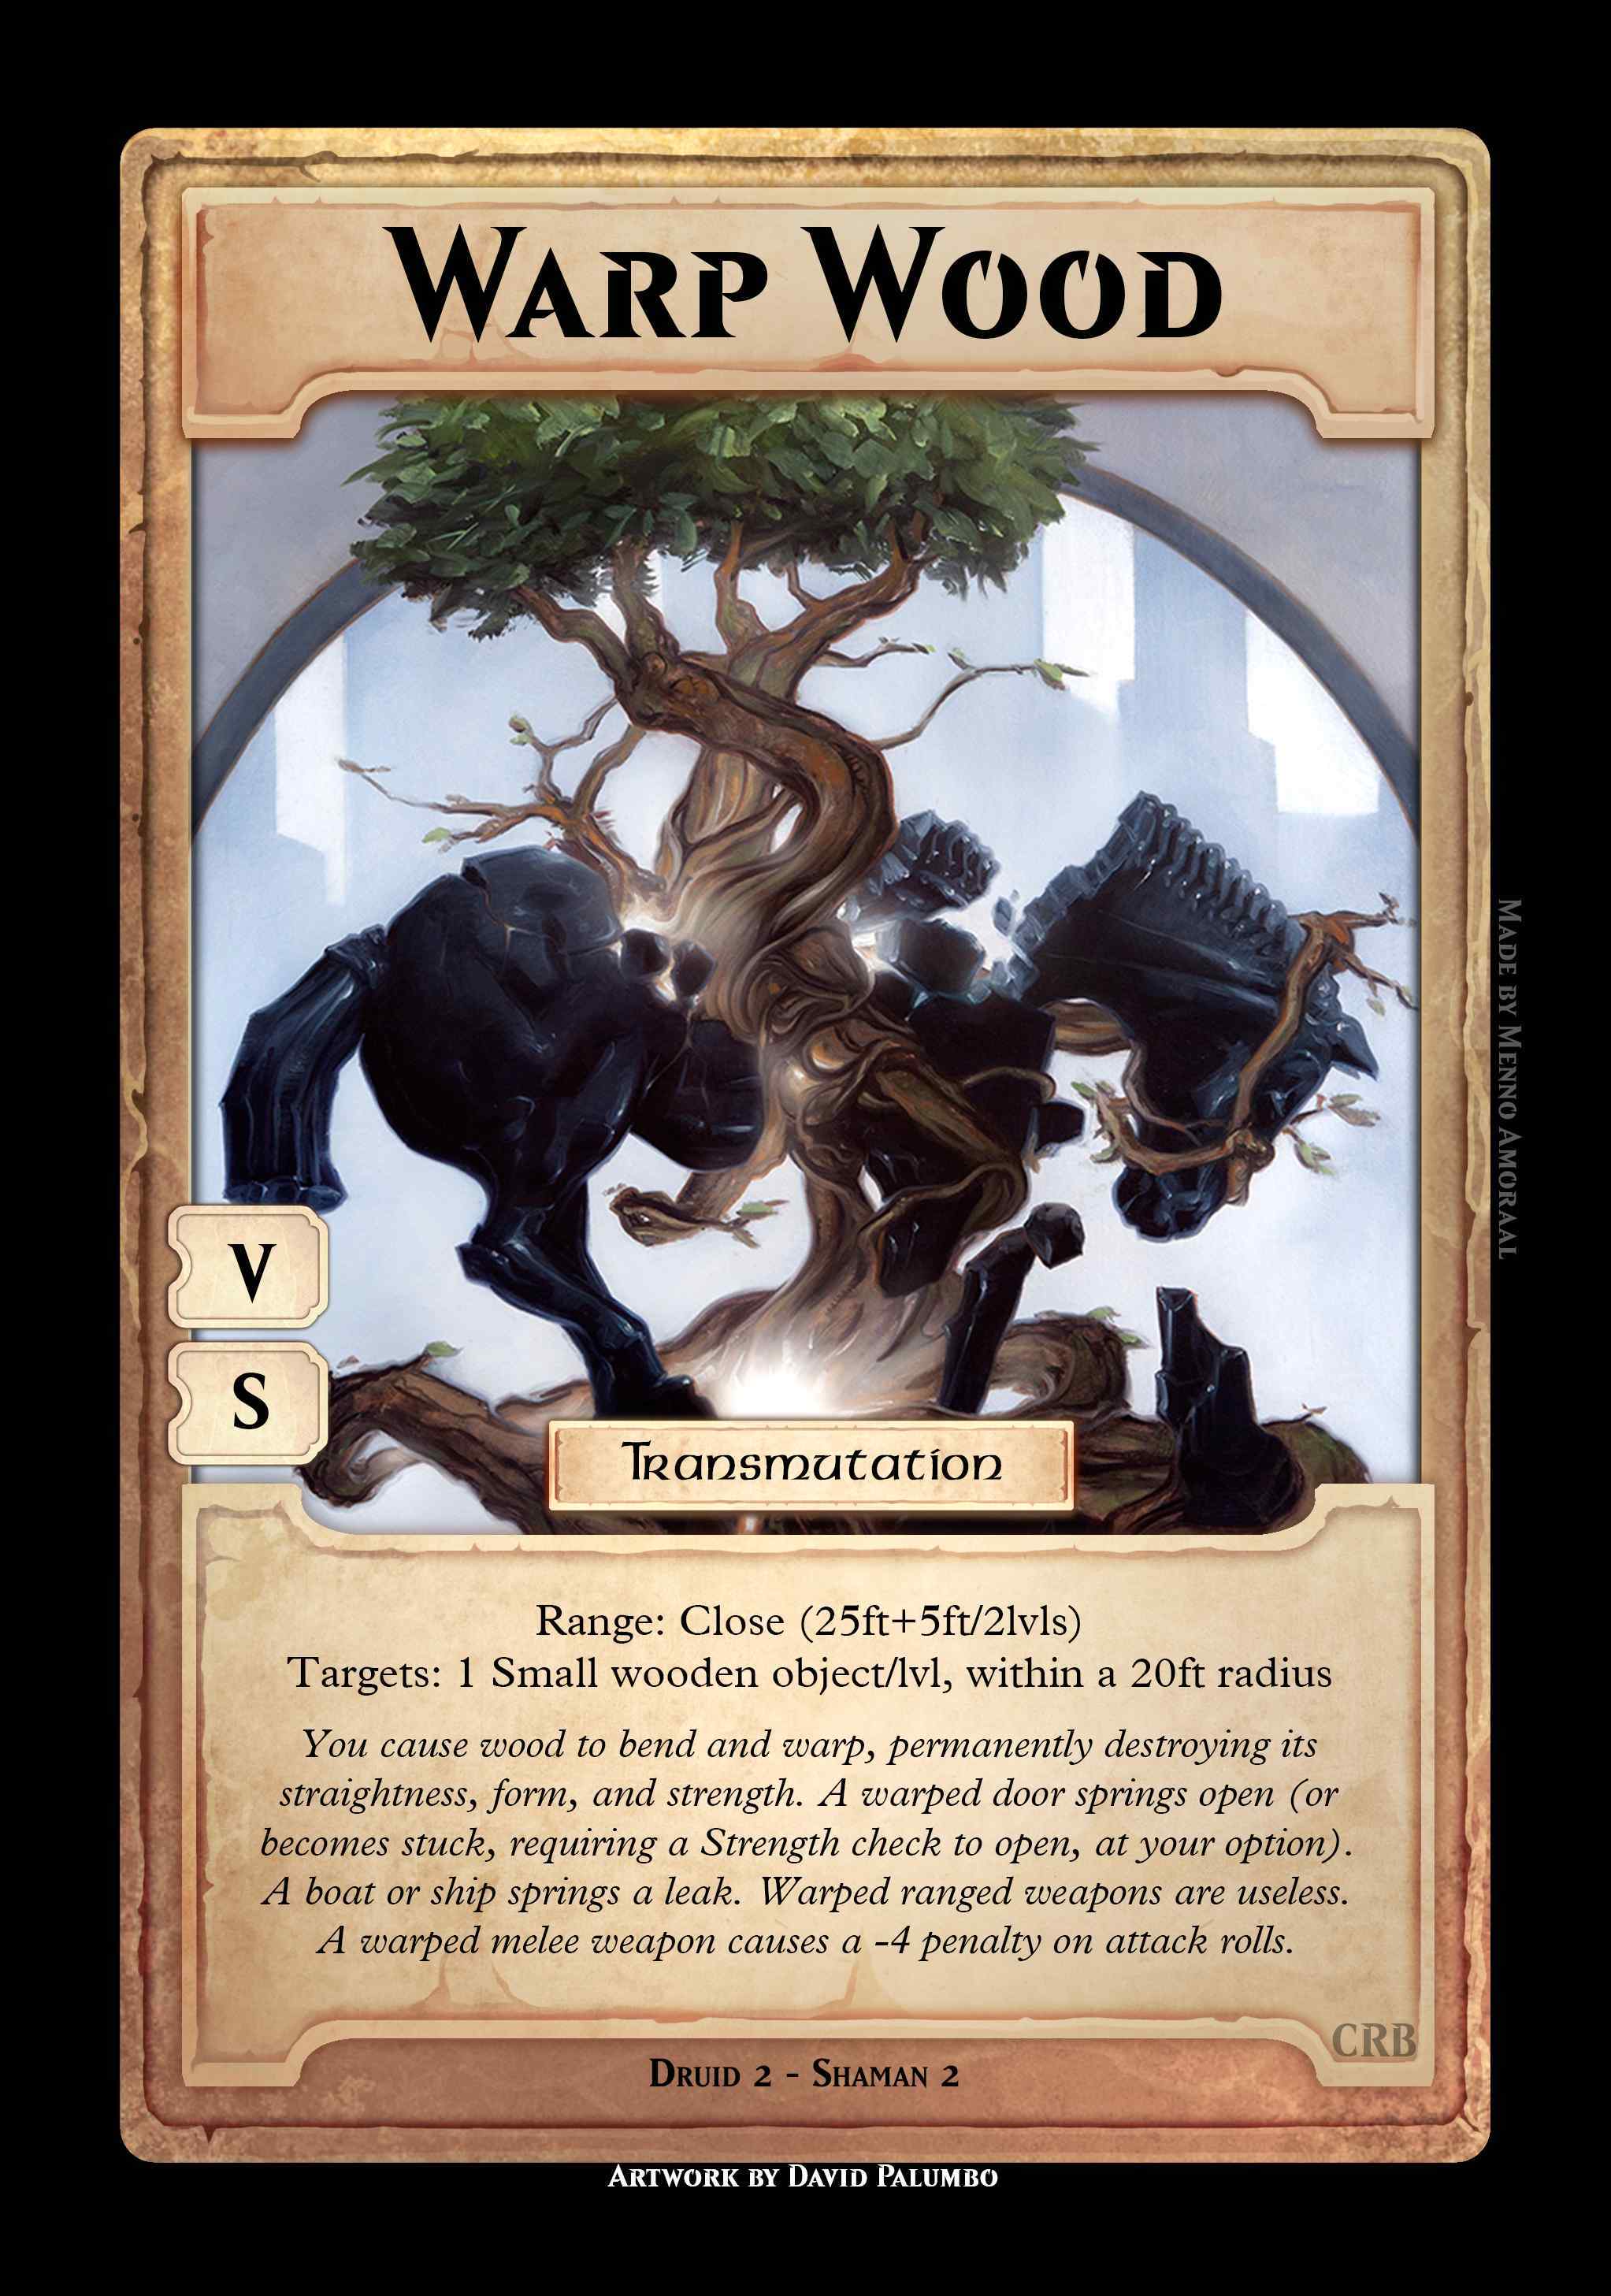 Warp Wood
V
S
Transmutation
Range: Close (25ft+5ft/2lvls)
Targets: 1 Small wooden object/lvl, within a 20ft radius
You cause wood to bend and warp, permanently destroying its
straightness, form, and strength. A warped door springs open (or
becomes stuck, requiring a Strength check to open, at your option).
A boat or ship springs a leak. Warped ranged weapons are useless.
A warped melee weapon causes a -4 penalty on attack rolls.
CRB
Druid 2 - Shaman 2
Artwork by David Palumbo
Made by Menno Amoraal